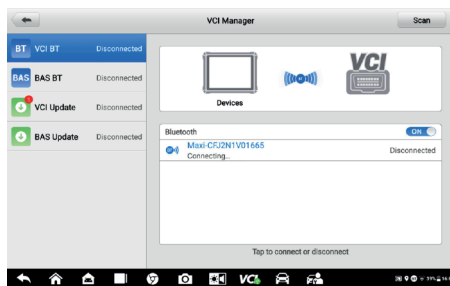 VCI Manager
Scan
BT VCI BT Disconnected
BAS BAS BT Disconnected
VCI Update Disconnected
BAS Update Disconnected
VCI
Devices
Bluetooth ON
Maxi-CFJ2N1V01665
Connecting... Disconnected
Tap to connect or disconnect
VCI